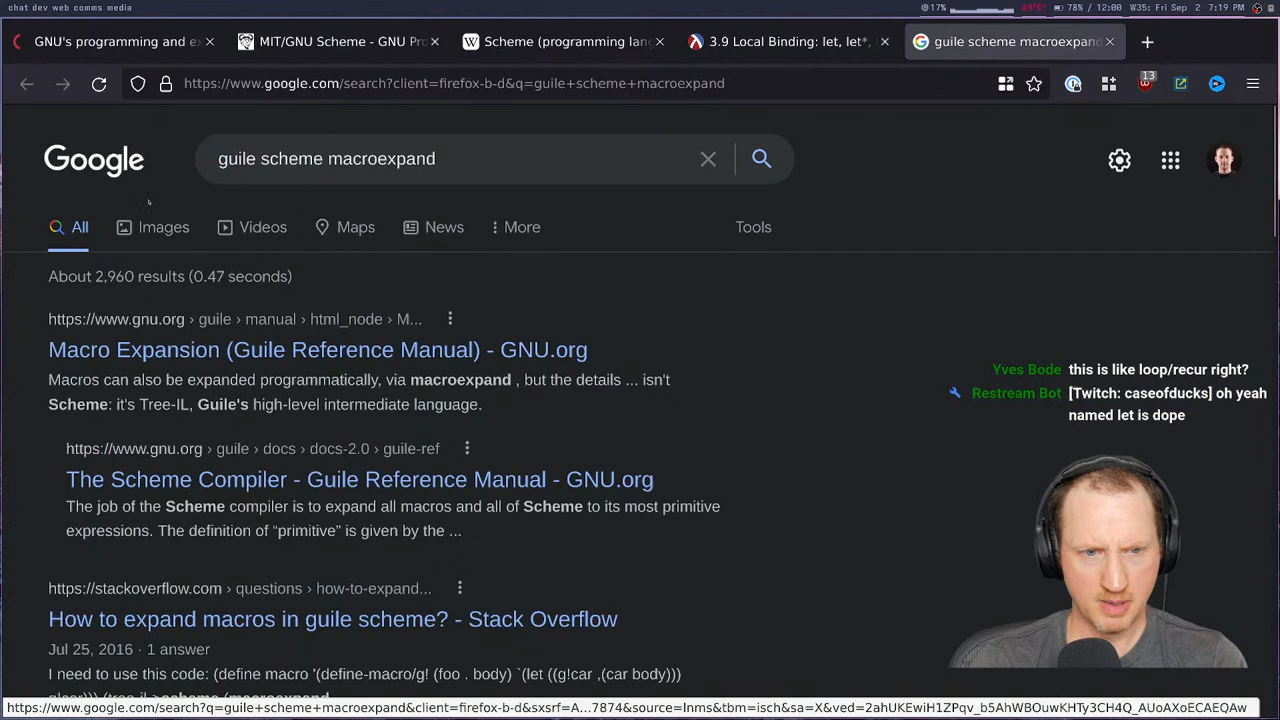 chat dev web comms media
17%
64°C
78% / 12:00
W35: Fri Sep 2 7:19 PM
GNU's programming and ex
MIT/GNU Scheme - GNU Pro
Scheme (programming lan
3.9 Local Binding: let, let*,
guile scheme macroexpand
https://www.google.com/search?client=firefox-b-d&q=guile+scheme+macroexpand
13
Google
guile scheme macroexpand
All
Images
Videos
Maps
News
More
Tools
About 2,960 results (0.47 seconds)
https://www.gnu.org › guile › manual › html_node › M...
Macro Expansion (Guile Reference Manual) - GNU.org
Macros can also be expanded programmatically, via macroexpand , but the details ... isn't
Scheme: it's Tree-IL, Guile's high-level intermediate language.
https://www.gnu.org › guile › docs › docs-2.0 › guile-ref
The Scheme Compiler - Guile Reference Manual - GNU.org
The job of the Scheme compiler is to expand all macros and all of Scheme to its most primitive
expressions. The definition of “primitive” is given by the ...
https://stackoverflow.com › questions › how-to-expand...
How to expand macros in guile scheme? - Stack Overflow
Jul 25, 2016 · 1 answer
I need to use this code: (define macro '(define-macro/g! (foo . body) `(let ((g!car ,(car body)))
g!car))) (tree-il->scheme (macroexpand
Yves Bode this is like loop/recur right?
Restream Bot [Twitch: caseofducks] oh yeah
named let is dope
https://www.google.com/search?q=guile+scheme+macroexpand&client=firefox-b-d&sxsrf=A...7874&source=lnms&tbm=isch&sa=X&ved=2ahUKEwiH1ZPqv_b5AhWBOuwKHTy3CH4Q_AUoAXoECAEQAw